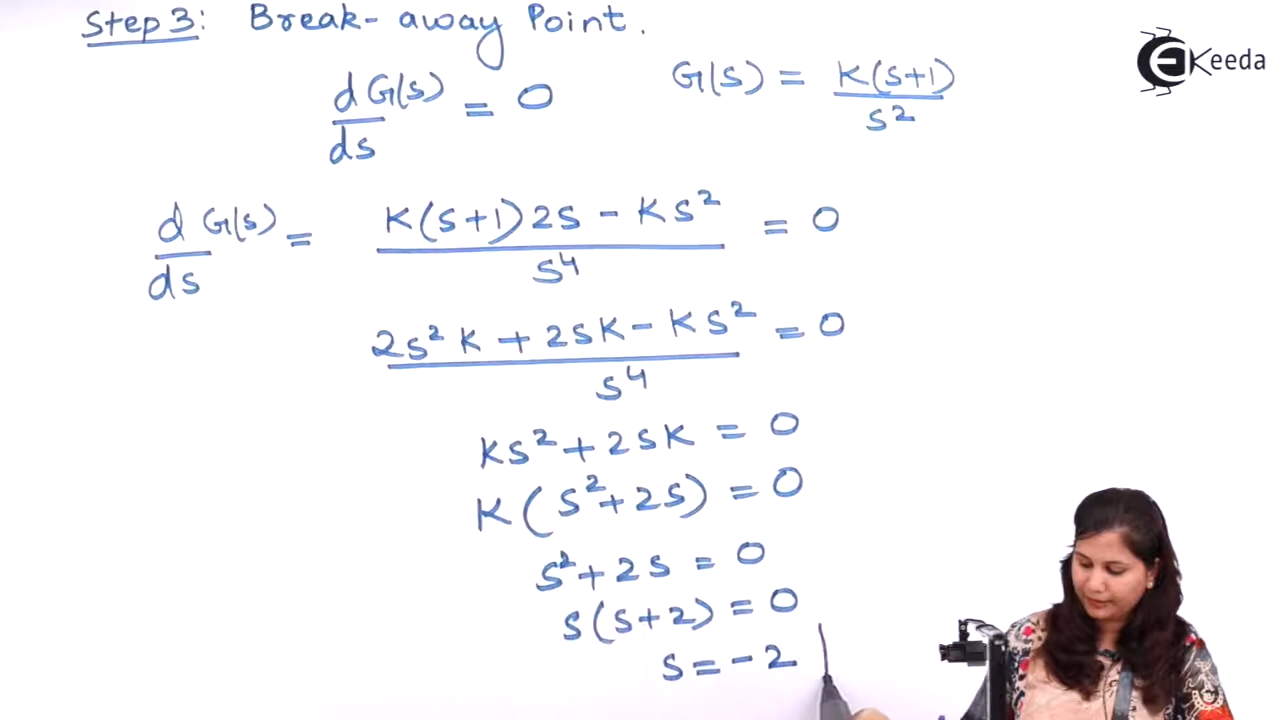 Step 3: Break-away Point.
EKeeda
d G(s)/ds = 0 G(s) = K(s+1)/s²
d G(s)/ds = K(s+1)2s - Ks²/s⁴ = 0
2s²K + 2sK - Ks²/s⁴ = 0
Ks² + 2sK = 0
K(s² + 2s) = 0
s² + 2s = 0
s(s+2) = 0
s = -2